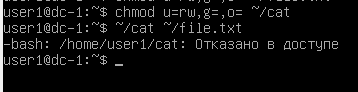 user1@dc-1:~$ chmod u=rw,g=,o= ~/cat
user1@dc-1:~$ ~/cat ~/file.txt
-bash: /home/user1/cat: Отказано в доступе
user1@dc-1:~$ _